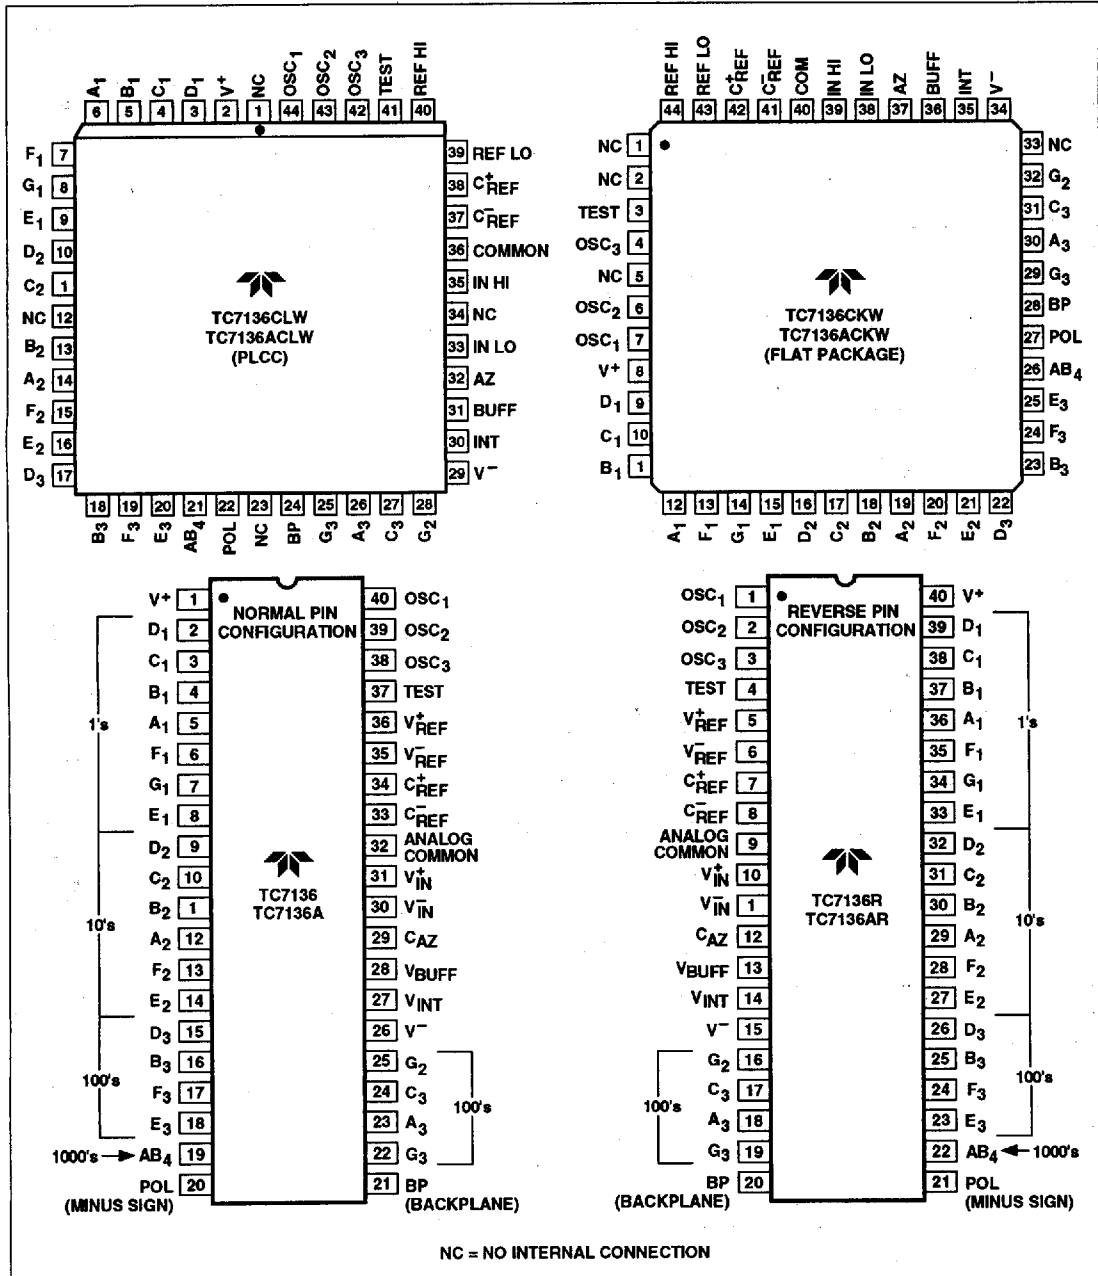 A1 B1 C1 D1 V+ NC OSC1 OSC2 OSC3 TEST REF HI
6 5 4 3 2 1 44 43 42 41 40
F1 7
G1 8
E1 9
D2 10
C2 1
NC 12
B2 13
A2 14
F2 15
E2 16
D3 17
TC7136CLW
TC7136ACLW
(PLCC)
39 REF LO
38 C+REF
37 C−REF
36 COMMON
35 IN HI
34 NC
33 IN LO
32 AZ
31 BUFF
30 INT
29 V−
18 19 20 21 22 23 24 25 26 27 28
B3 F3 E3 AB4 POL NC BP G3 A3 C3 G2
REF HI REF LO C+REF C−REF COM IN HI IN LO AZ BUFF INT V−
44 43 42 41 40 39 38 37 36 35 34
NC 1
NC 2
TEST 3
OSC3 4
NC 5
OSC2 6
OSC1 7
V+ 8
D1 9
C1 10
B1 1
TC7136CKW
TC7136ACKW
(FLAT PACKAGE)
33 NC
32 G2
31 C3
30 A3
29 G3
28 BP
27 POL
26 AB4
25 E3
24 F3
23 B3
12 13 14 15 16 17 18 19 20 21 22
A1 F1 G1 E1 D2 C2 B2 A2 F2 E2 D3
NORMAL PIN
CONFIGURATION
V+ 1
D1 2
C1 3
B1 4
A1 5
F1 6
G1 7
E1 8
D2 9
C2 10
B2 1
A2 12
F2 13
E2 14
D3 15
B3 16
F3 17
E3 18
1000's AB4 19
POL 20
(MINUS SIGN)
1's
10's
100's
TC7136
TC7136A
40 OSC1
39 OSC2
38 OSC3
37 TEST
36 V+REF
35 V−REF
34 C+REF
33 C−REF
32 ANALOG
COMMON
31 V+IN
30 V−IN
29 CAZ
28 VBUFF
27 VINT
26 V−
25 G2
24 C3
23 A3
22 G3
21 BP
(BACKPLANE)
100's
REVERSE PIN
CONFIGURATION
OSC1 1
OSC2 2
OSC3 3
TEST 4
V+REF 5
V−REF 6
C+REF 7
C−REF 8
ANALOG
COMMON 9
V+IN 10
V−IN 1
CAZ 12
VBUFF 13
VINT 14
V− 15
G2 16
C3 17
A3 18
G3 19
BP 20
(BACKPLANE)
100's
TC7136R
TC7136AR
40 V+
39 D1
38 C1
37 B1
36 A1
35 F1
34 G1
33 E1
32 D2
31 C2
30 B2
29 A2
28 F2
27 E2
26 D3
25 B3
24 F3
23 E3
22 AB4 1000's
21 POL
(MINUS SIGN)
1's
10's
100's
NC = NO INTERNAL CONNECTION